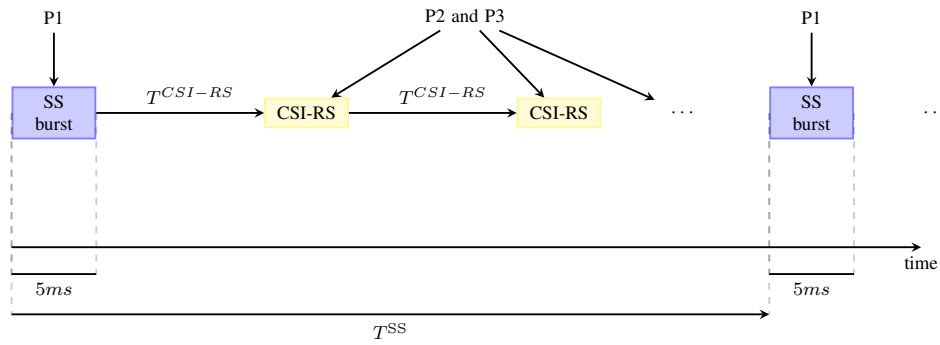 P1
P2 and P3
P1
SS
burst
T^{CSI-RS}
CSI-RS
T^{CSI-RS}
CSI-RS
...
SS
burst
..
time
5ms
5ms
T^{SS}